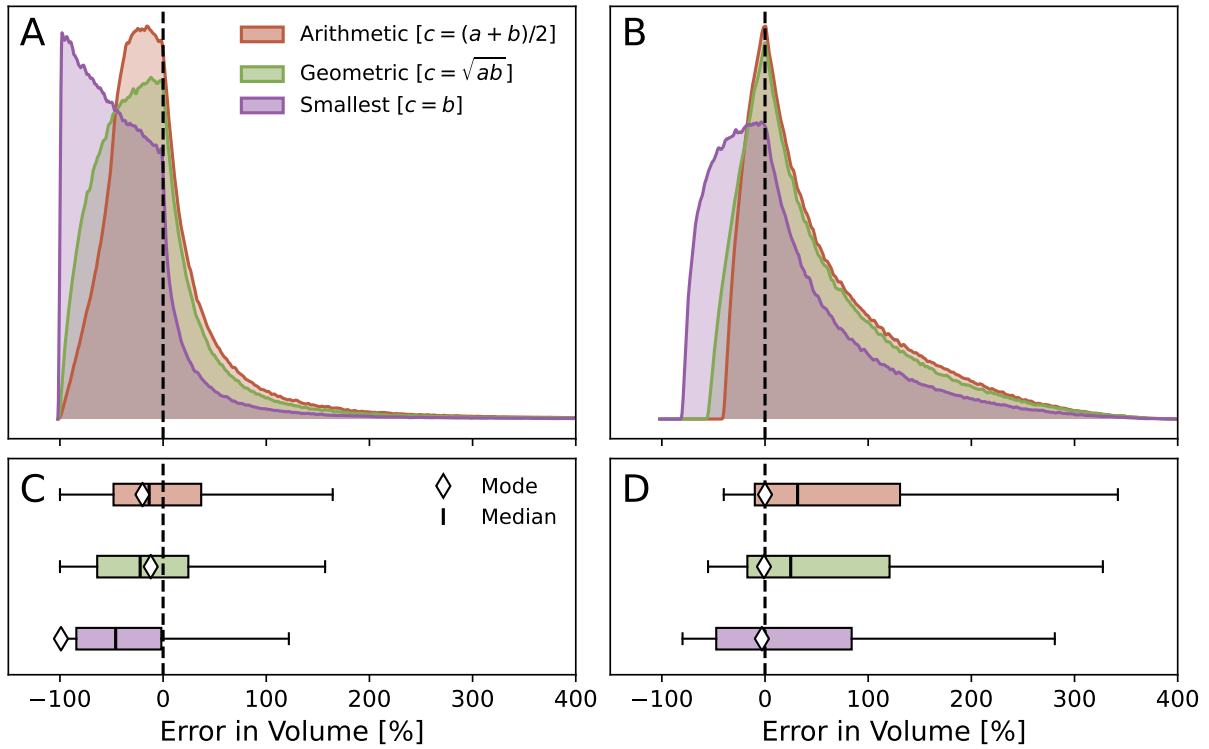 A
Arithmetic [c = (a + b)/2]
Geometric [c = √ab]
Smallest [c = b]
B
C
Mode
Median
D
−100 0 100 200 300 400
Error in Volume [%]
−100 0 100 200 300 400
Error in Volume [%]